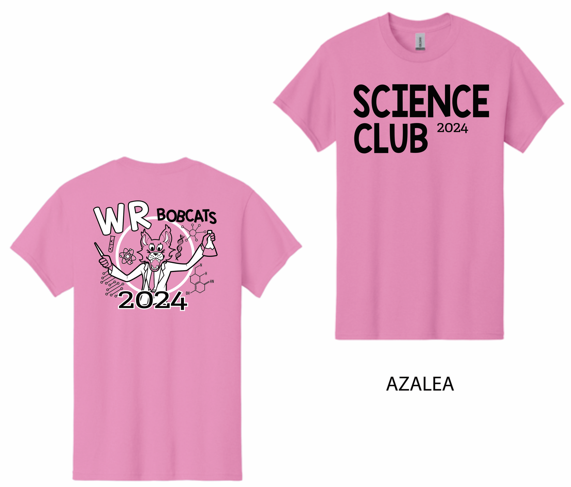 SCIENCE
CLUB 2024
WR BOBCATS
2024
AZALEA